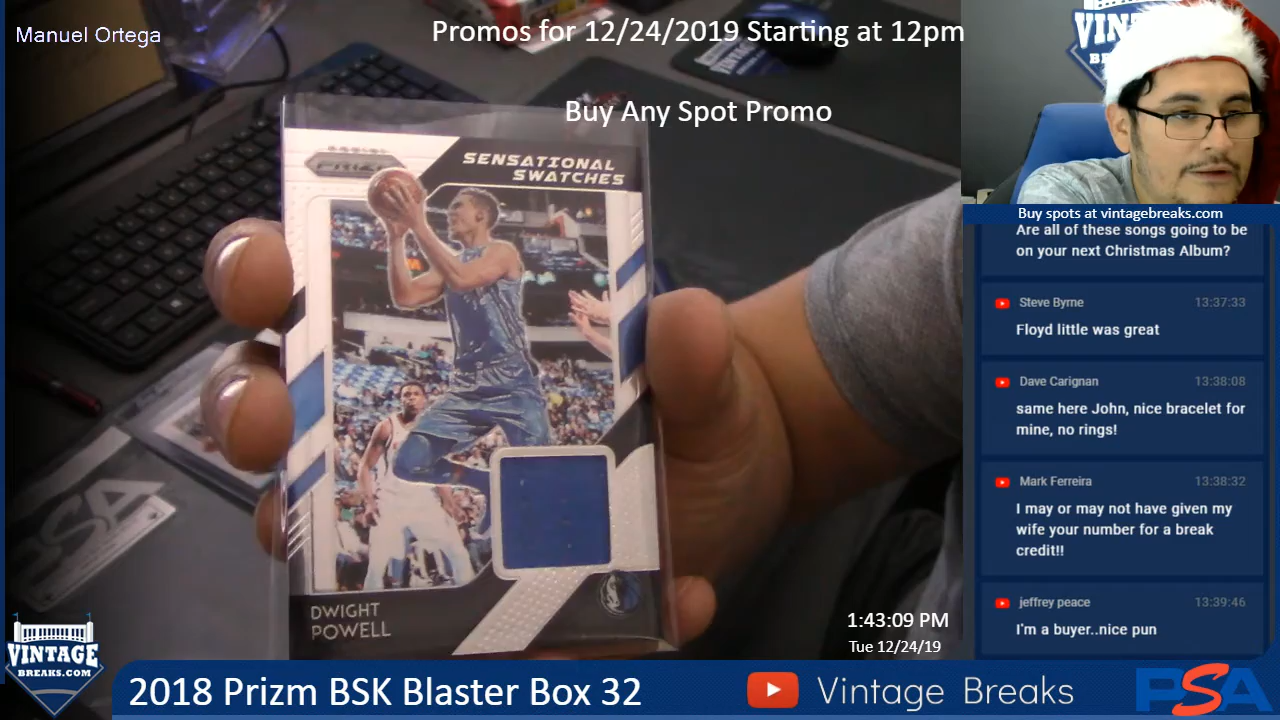 Manuel Ortega
Promos for 12/24/2019 Starting at 12pm
Buy Any Spot Promo
PRIZM
SENSATIONAL
SWATCHES
DWIGHT
POWELL
PSA
VINTAGE
BREAKS.COM
1:43:09 PM
Tue 12/24/19
2018 Prizm BSK Blaster Box 32
Vintage Breaks
PSA
Buy spots at vintagebreaks.com
Are all of these songs going to be
on your next Christmas Album?
Steve Byrne 13:37:33
Floyd little was great
Dave Carignan 13:38:08
same here John, nice bracelet for
mine, no rings!
Mark Ferreira 13:38:32
I may or may not have given my
wife your number for a break
credit!!
jeffrey peace 13:39:46
I'm a buyer..nice pun